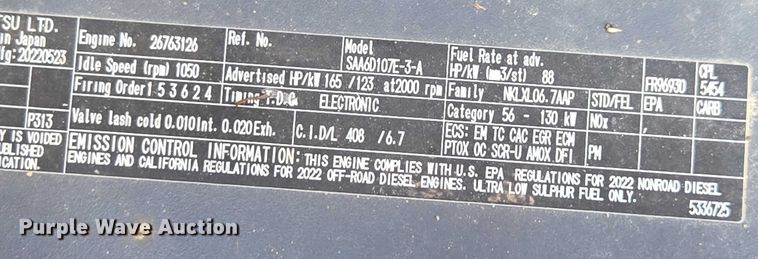 TSU LTD.
in Japan
fg:20220523
P313
Y IS VOIDED
PUBLISHED
ICATION.
Engine No. 26763126
Idle Speed (rpm) 1050
Firing Order 1 5 3 6 2 4
Valve lash cold 0.010Int. 0.020Exh.
Ref. No.
Advertised HP/kW 165 /123 at2000 rpm
Timing T.D.C. ELECTRONIC
C.I.D/L 408 /6.7
Family NKLXL06.7AAP
Category 56 - 130 kW
ECS: EM TC CAC EGR ECM
PTOX OC SCR-U AMOX DFI
Model SAA6D107E-3-A
Fuel Rate at adv.
HP/kW (mm3/st) 88
FR96930
CPL
5454
STD/FEL
EPA
CARB
NOx
PM
EMISSION CONTROL INFORMATION: THIS ENGINE COMPLIES WITH U.S. EPA REGULATIONS FOR 2022 NONROAD DIESEL
ENGINES AND CALIFORNIA REGULATIONS FOR 2022 OFF-ROAD DIESEL ENGINES. ULTRA LOW SULPHUR FUEL ONLY.
5336725
Purple Wave Auction